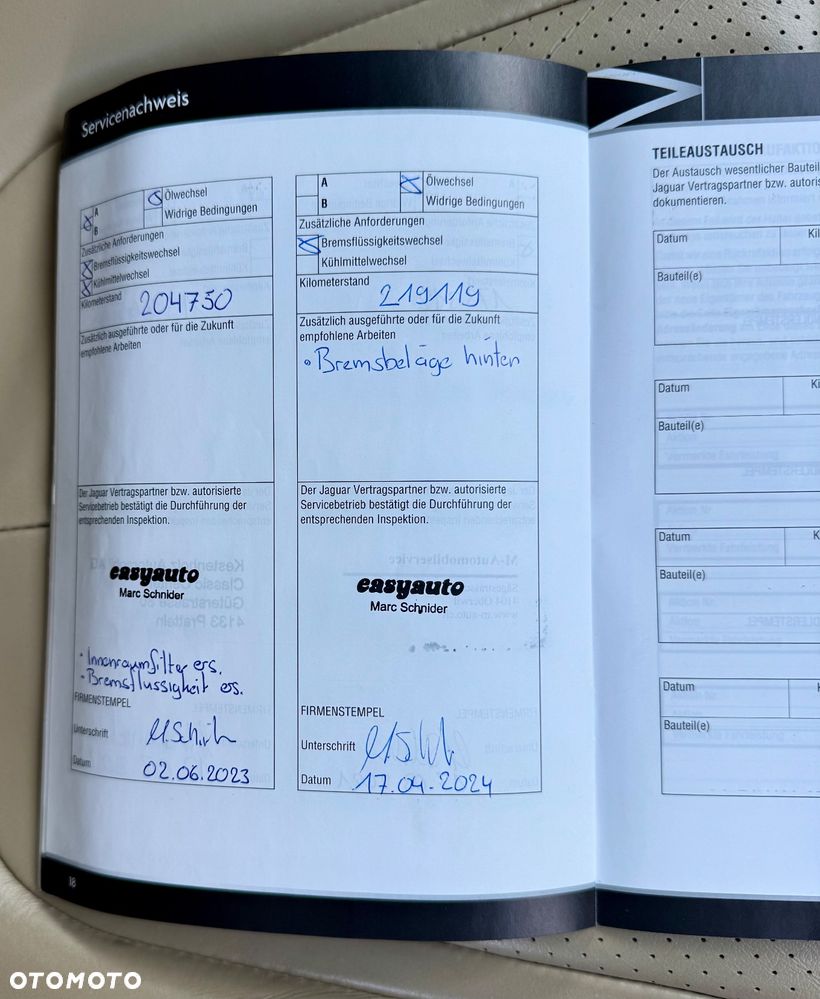 Servicenachweis
A
Ölwechsel
B
Widrige Bedingungen
Zusätzliche Anforderungen
Bremsflüssigkeitswechsel
Kühlmittelwechsel
Kilometerstand 204750
Zusätzlich ausgeführte oder für die Zukunft
empfohlene Arbeiten
Der Jaguar Vertragspartner bzw. autorisierte
Servicebetrieb bestätigt die Durchführung der
entsprechenden Inspektion.
easyauto
Marc Schnider
· Innenraumfilter ers.
- Bremsflüssigkeit ers.
FIRMENSTEMPEL
Unterschrift
Datum 02.06.2023
A
Ölwechsel
B
Widrige Bedingungen
Zusätzliche Anforderungen
Bremsflüssigkeitswechsel
Kühlmittelwechsel
Kilometerstand 219119
Zusätzlich ausgeführte oder für die Zukunft
empfohlene Arbeiten
• Bremsbeläge hinten
Der Jaguar Vertragspartner bzw. autorisierte
Servicebetrieb bestätigt die Durchführung der
entsprechenden Inspektion.
easyauto
Marc Schnider
FIRMENSTEMPEL
Unterschrift
Datum 17.04.2024
18
TEILEAUSTAUSCH
Der Austausch wesentlicher Bauteil
Jaguar Vertragspartner bzw. autoris
dokumentieren.
Datum Kil
Bauteil(e)
Datum Ki
Bauteil(e)
Datum K
Bauteil(e)
Datum K
Bauteil(e)
OTOMOTO